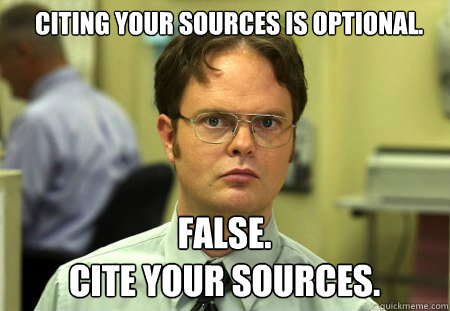 CITING YOUR SOURCES IS OPTIONAL.
FALSE.
CITE YOUR SOURCES.
quickmeme.com